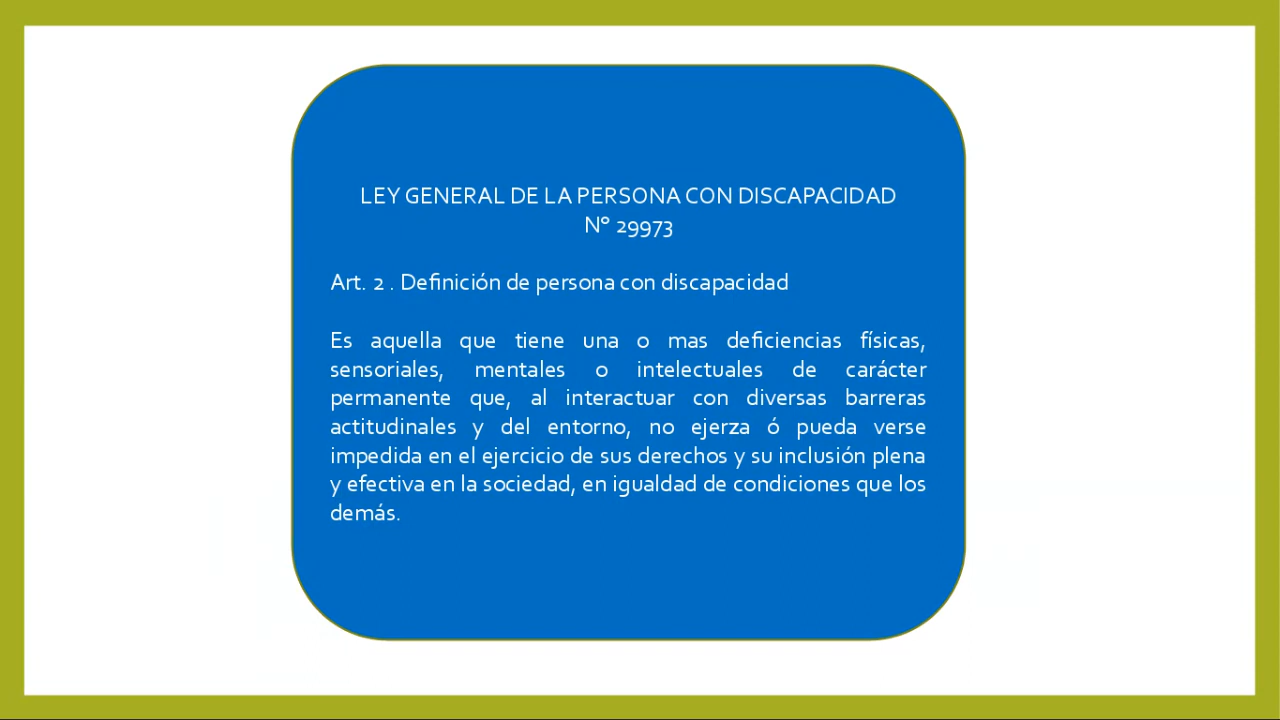 LEY GENERAL DE LA PERSONA CON DISCAPACIDAD
Nº 29973
Art. 2 . Definición de persona con discapacidad
Es aquella que tiene una o mas deficiencias físicas,
sensoriales, mentales o intelectuales de carácter
permanente que, al interactuar con diversas barreras
actitudinales y del entorno, no ejerza ó pueda verse
impedida en el ejercicio de sus derechos y su inclusión plena
y efectiva en la sociedad, en igualdad de condiciones que los
demás.